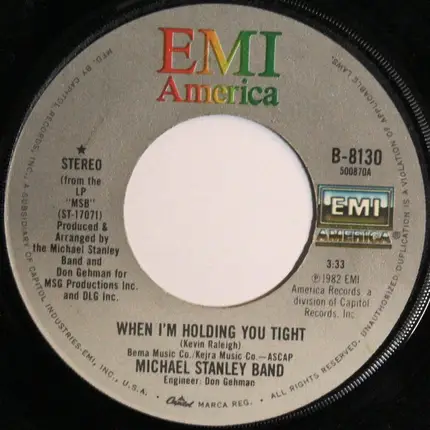 EMI
America
STEREO
(from the
LP
"MSB"
(ST-17071)
Produced &
Arranged by
the Michael Stanley
Band and
Don Gehman for
MSG Productions Inc.
and DLG Inc.
B-8130
500870A
EMI
AMERICA
®
3:33
℗1982 EMI
America Records a
division of Capitol
Records, Inc.
WHEN I'M HOLDING YOU TIGHT
(Kevin Raleigh)
Bema Music Co./Kejra Music Co.—ASCAP
MICHAEL STANLEY BAND
Engineer: Don Gehman
Capitol MARCA REG.
MFG. BY CAPITOL RECORDS, INC., A SUBSIDIARY OF CAPITOL INDUSTRIES-EMI, INC., U.S.A.
ALL RIGHTS RESERVED. UNAUTHORIZED DUPLICATION IS A VIOLATION OF APPLICABLE LAWS.